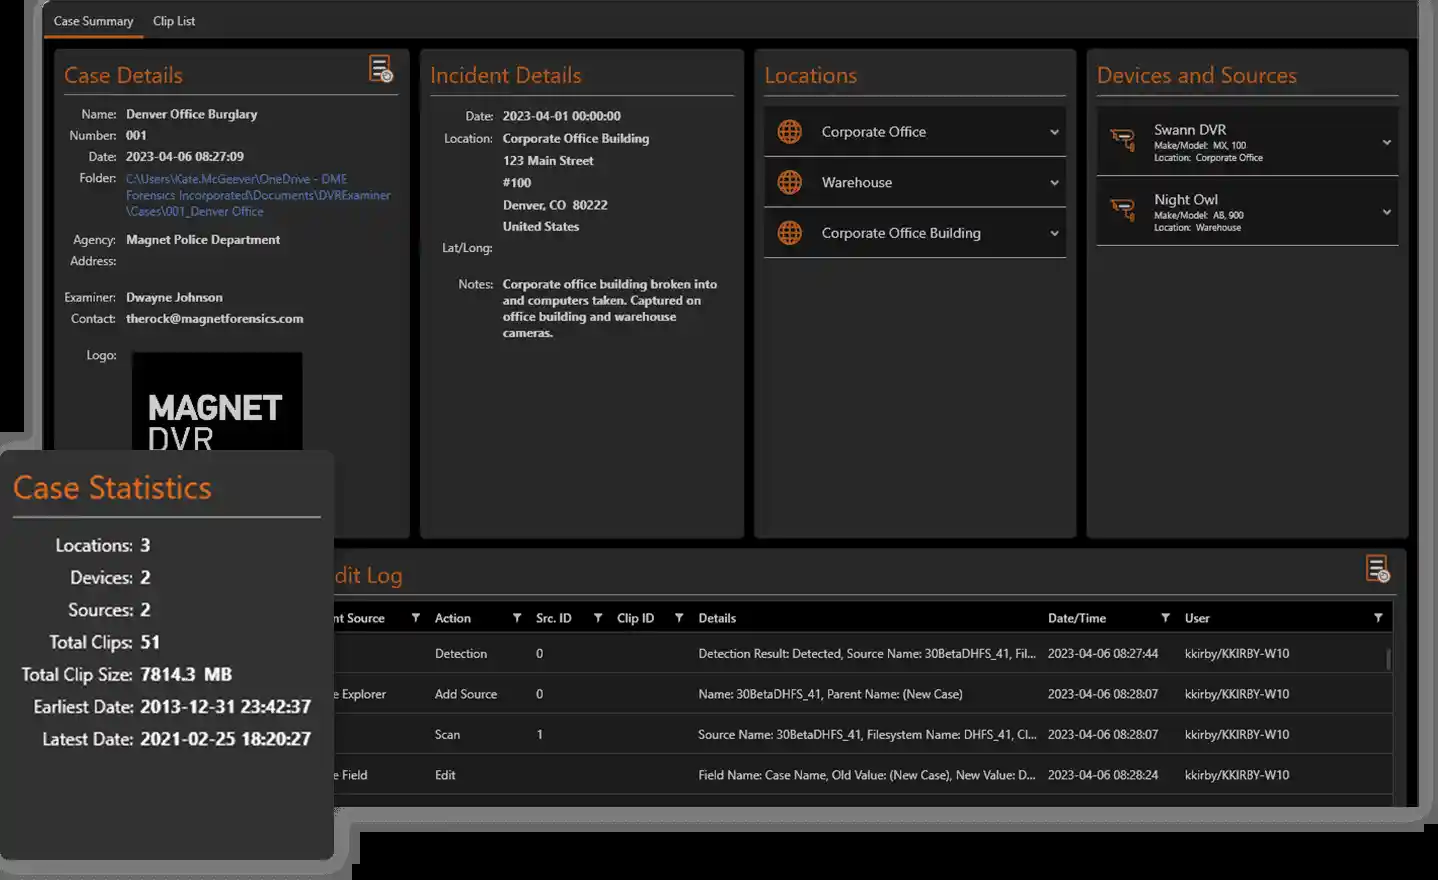 Case Summary
Clip List
Case Details
Name: Denver Office Burglary
Number: 001
Date: 2023-04-06 08:27:09
Folder: C:\Users\Kate.McGeever\OneDrive - DME
Forensics Incorporated\Documents\DVRExaminer
\Cases\001_Denver Office
Agency: Magnet Police Department
Address:
Examiner: Dwayne Johnson
Contact: therock@magnetforensics.com
Logo:
MAGNET
DVR
Incident Details
Date: 2023-04-01 00:00:00
Location: Corporate Office Building
123 Main Street
#100
Denver, CO 80222
United States
Lat/Long:
Notes: Corporate office building broken into
and computers taken. Captured on
office building and warehouse
cameras.
Locations
Corporate Office
Warehouse
Corporate Office Building
Devices and Sources
Swann DVR
Make/Model: MX, 100
Location: Corporate Office
Night Owl
Make/Model: AB, 900
Location: Warehouse
Case Statistics
Locations: 3
Devices: 2
Sources: 2
Total Clips: 51
Total Clip Size: 7814.3 MB
Earliest Date: 2013-12-31 23:42:37
Latest Date: 2021-02-25 18:20:27
dit Log
nt Source Action Src. ID Clip ID Details Date/Time User
Detection 0 Detection Result: Detected, Source Name: 30BetaDHFS_41, Fil... 2023-04-06 08:27:44 kkirby/KKIRBY-W10
e Explorer Add Source 0 Name: 30BetaDHFS_41, Parent Name: (New Case) 2023-04-06 08:28:07 kkirby/KKIRBY-W10
Scan 1 Source Name: 30BetaDHFS_41, Filesystem Name: DHFS_41, Cl... 2023-04-06 08:28:07 kkirby/KKIRBY-W10
e Field Edit Field Name: Case Name, Old Value: (New Case), New Value: D... 2023-04-06 08:28:24 kkirby/KKIRBY-W10